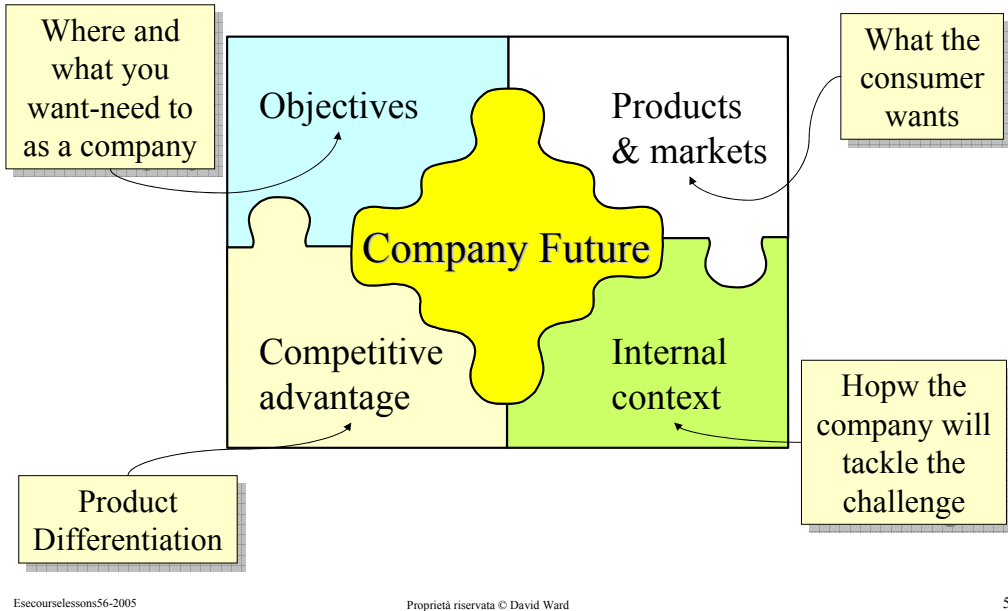 Where and
what you
want-need to
as a company
Objectives
Products
& markets
What the
consumer
wants
Company Future
Competitive
advantage
Internal
context
Product
Differentiation
Hopw the
company will
tackle the
challenge
Esecourselessons56-2005
Proprietà riservata © David Ward
5